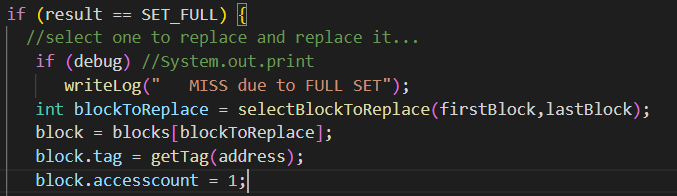 if (result == SET_FULL) {
//select one to replace and replace it...
if (debug) //System.out.print
writeLog("   MISS due to FULL SET");
int blockToReplace = selectBlockToReplace(firstBlock,lastBlock);
block = blocks[blockToReplace];
block.tag = getTag(address);
block.accesscount = 1;